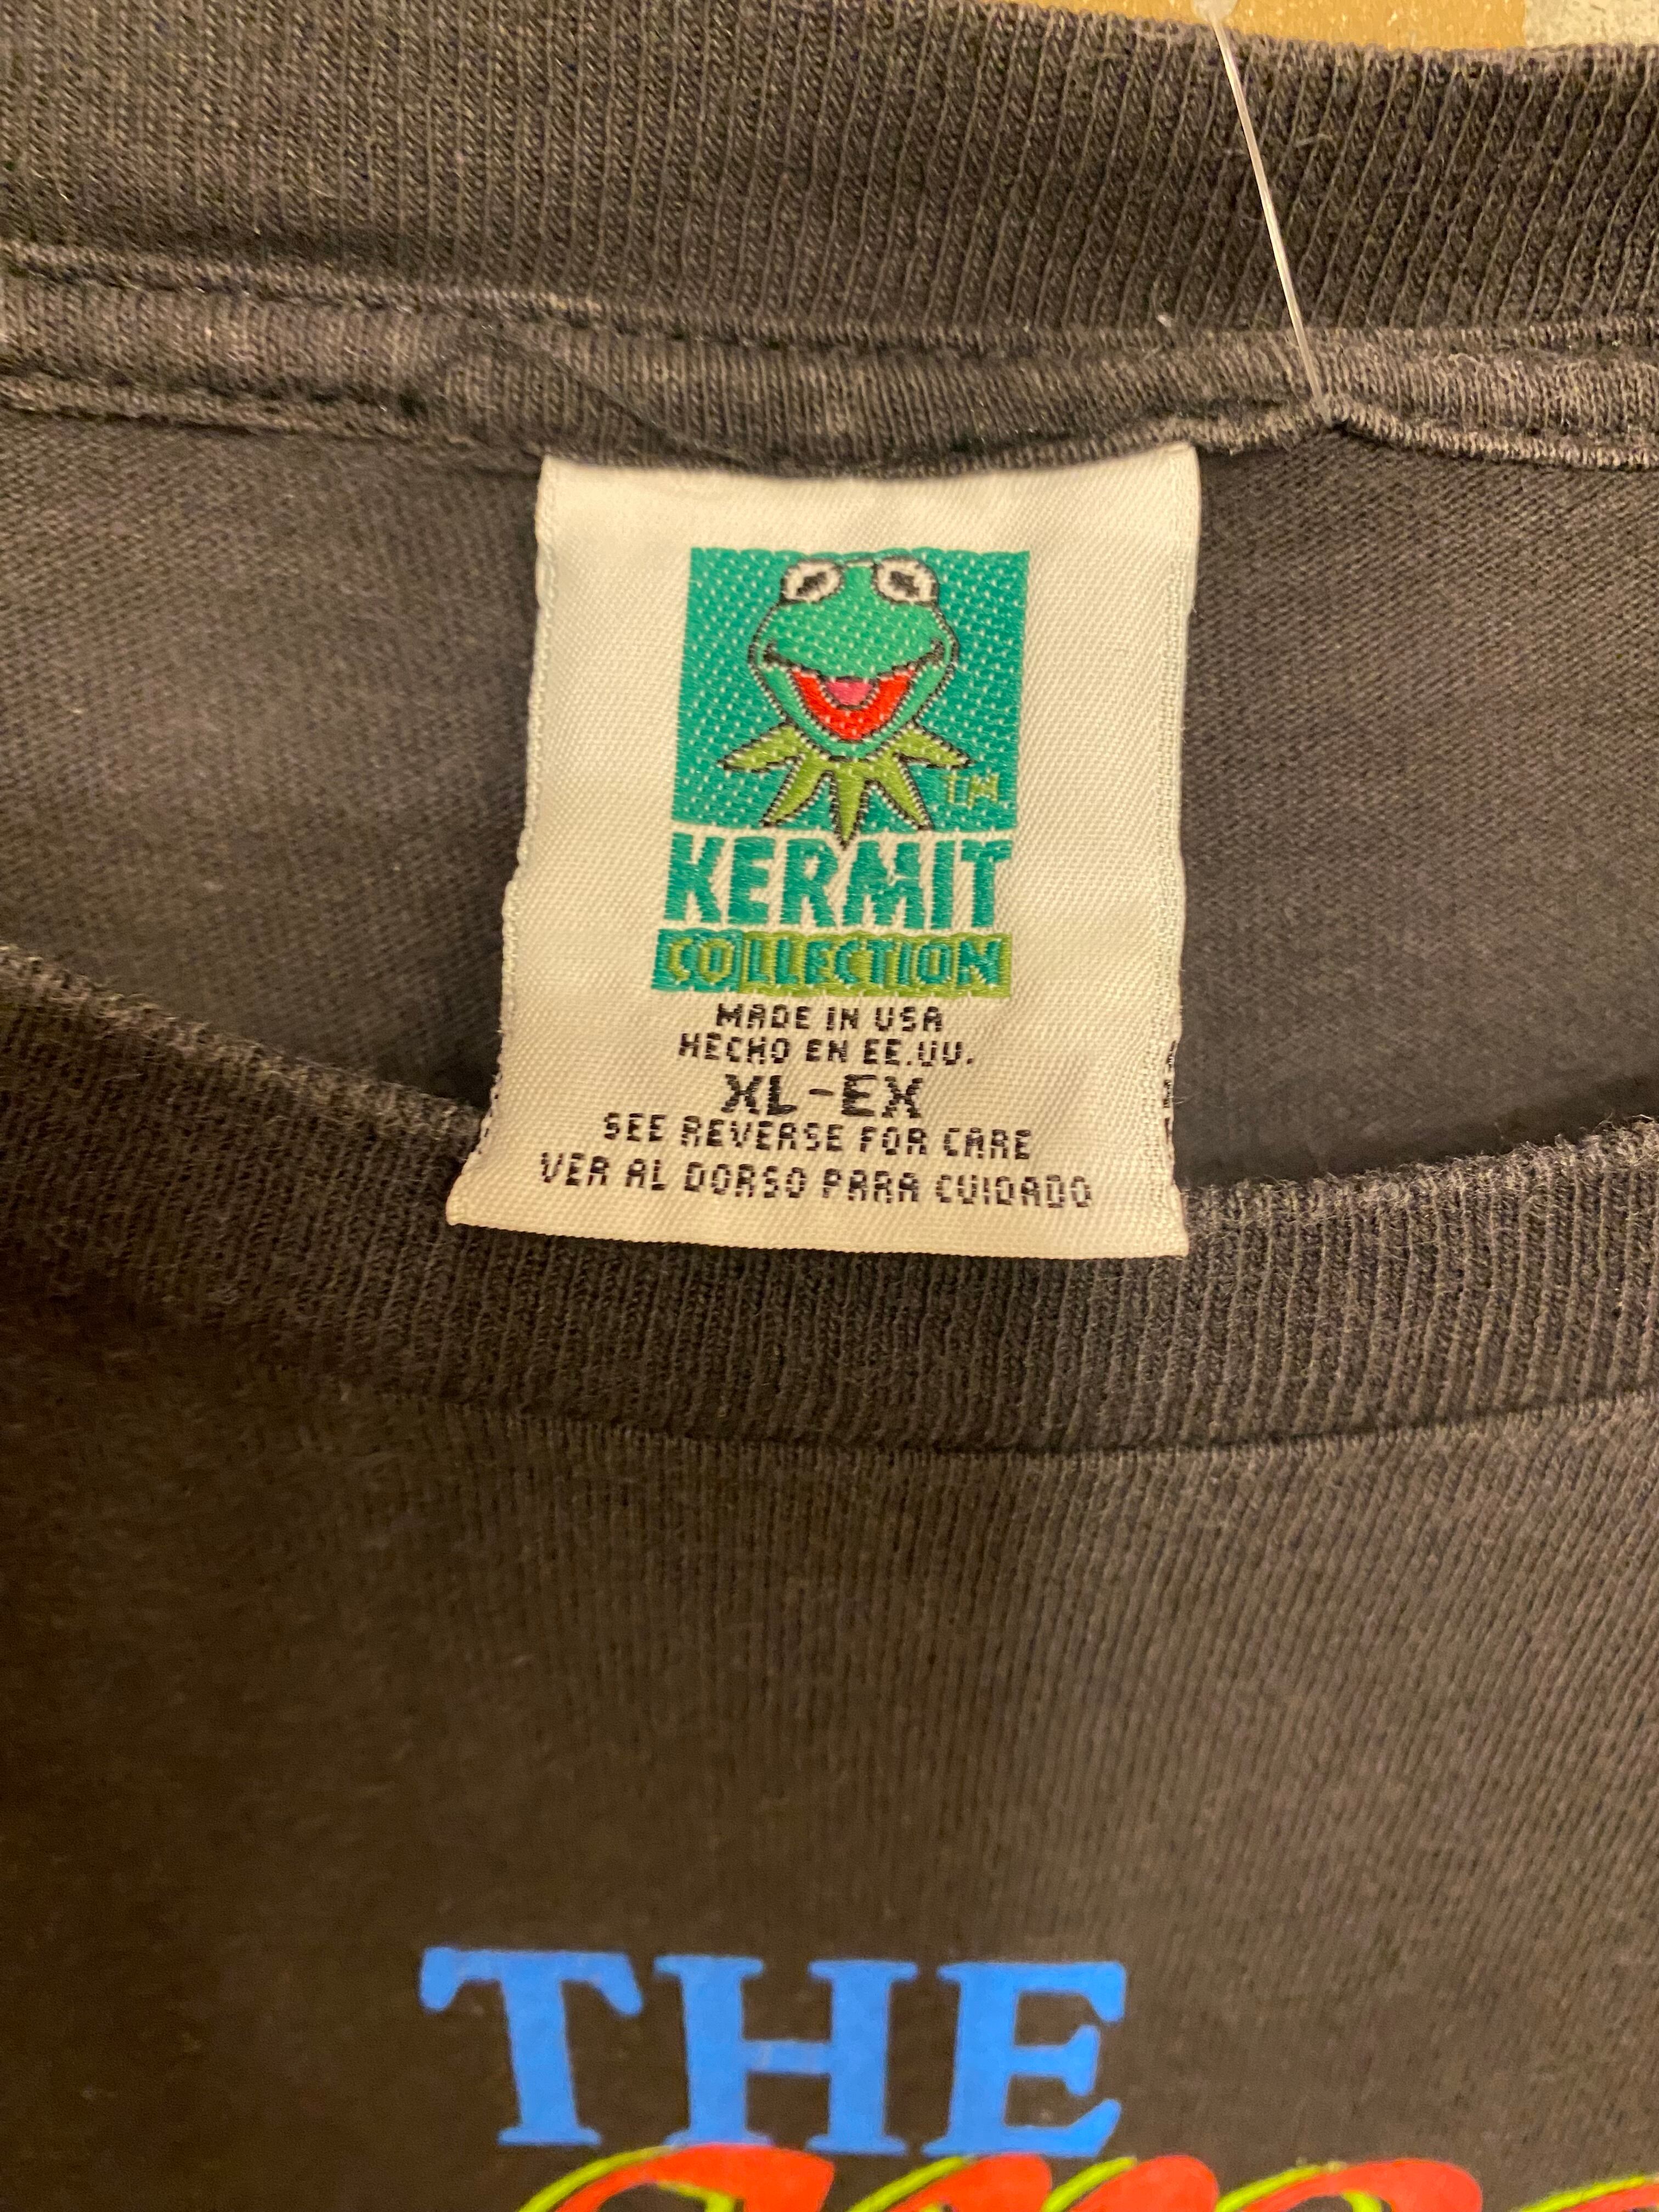 TM
KERMIT
COLLECTION
MADE IN USA
HECHO EN EE.UU.
XL-EX
SEE REVERSE FOR CARE
VER AL DORSO PARA CUIDADO
THE